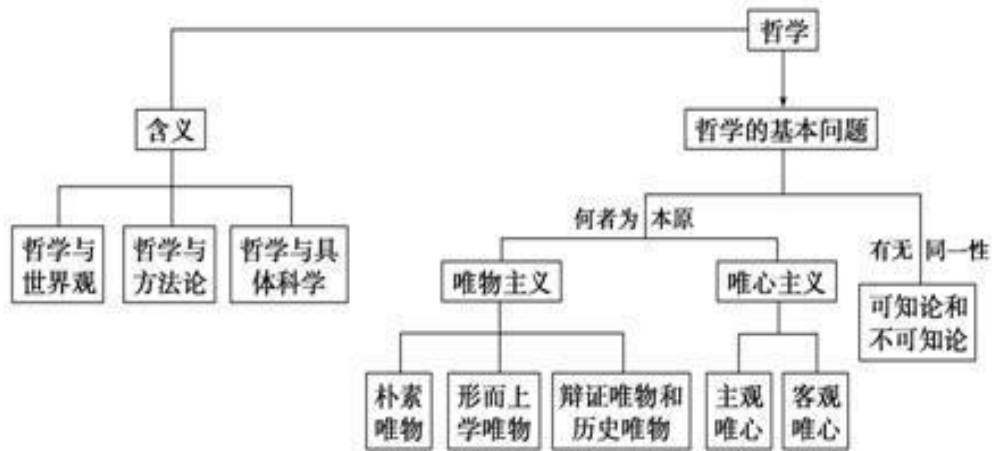 哲学
含义
哲学的基本问题
哲学与
世界观
哲学与
方法论
哲学与具
体科学
何者为 本原
有无 同一性
唯物主义
唯心主义
可知论和
不可知论
朴素
唯物
形而上
学唯物
辩证唯物和
历史唯物
主观
唯心
客观
唯心